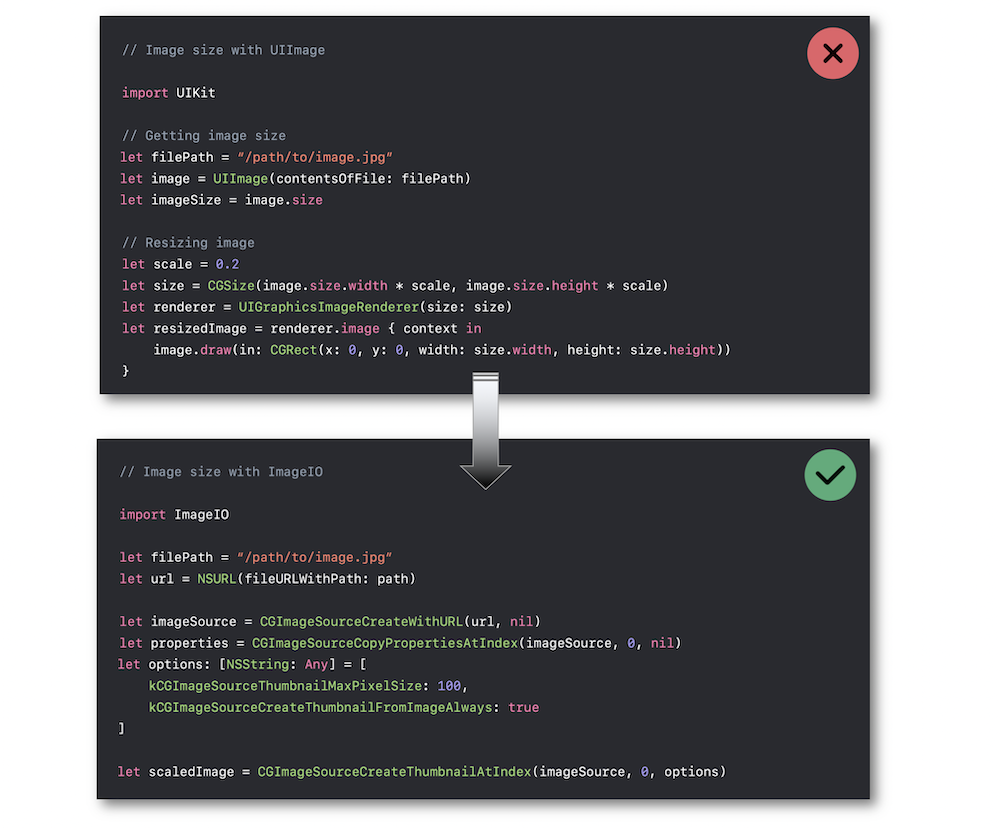 // Image size with UIImage
import UIKit
// Getting image size
let filePath = “/path/to/image.jpg”
let image = UIImage(contentsOfFile: filePath)
let imageSize = image.size
// Resizing image
let scale = 0.2
let size = CGSize(image.size.width * scale, image.size.height * scale)
let renderer = UIGraphicsImageRenderer(size: size)
let resizedImage = renderer.image { context in
image.draw(in: CGRect(x: 0, y: 0, width: size.width, height: size.height))
}
// Image size with ImageIO
import ImageIO
let filePath = “/path/to/image.jpg”
let url = NSURL(fileURLWithPath: path)
let imageSource = CGImageSourceCreateWithURL(url, nil)
let properties = CGImageSourceCopyPropertiesAtIndex(imageSource, 0, nil)
let options: [NSString: Any] = [
kCGImageSourceThumbnailMaxPixelSize: 100,
kCGImageSourceCreateThumbnailFromImageAlways: true
]
let scaledImage = CGImageSourceCreateThumbnailAtIndex(imageSource, 0, options)